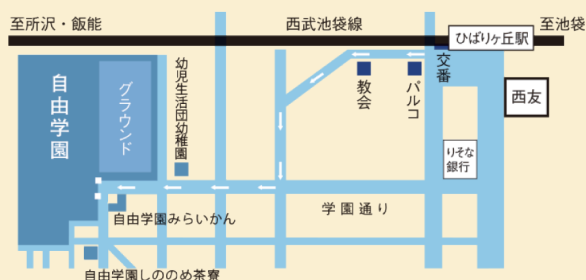 至所沢・飯能
西武池袋線
ひばりヶ丘駅
至池袋
交番
パルコ
教会
西友
りそな
銀行
幼児生活団幼稚園
グラウンド
自由学園
学園通り
自由学園みらいかん
自由学園しののめ茶寮